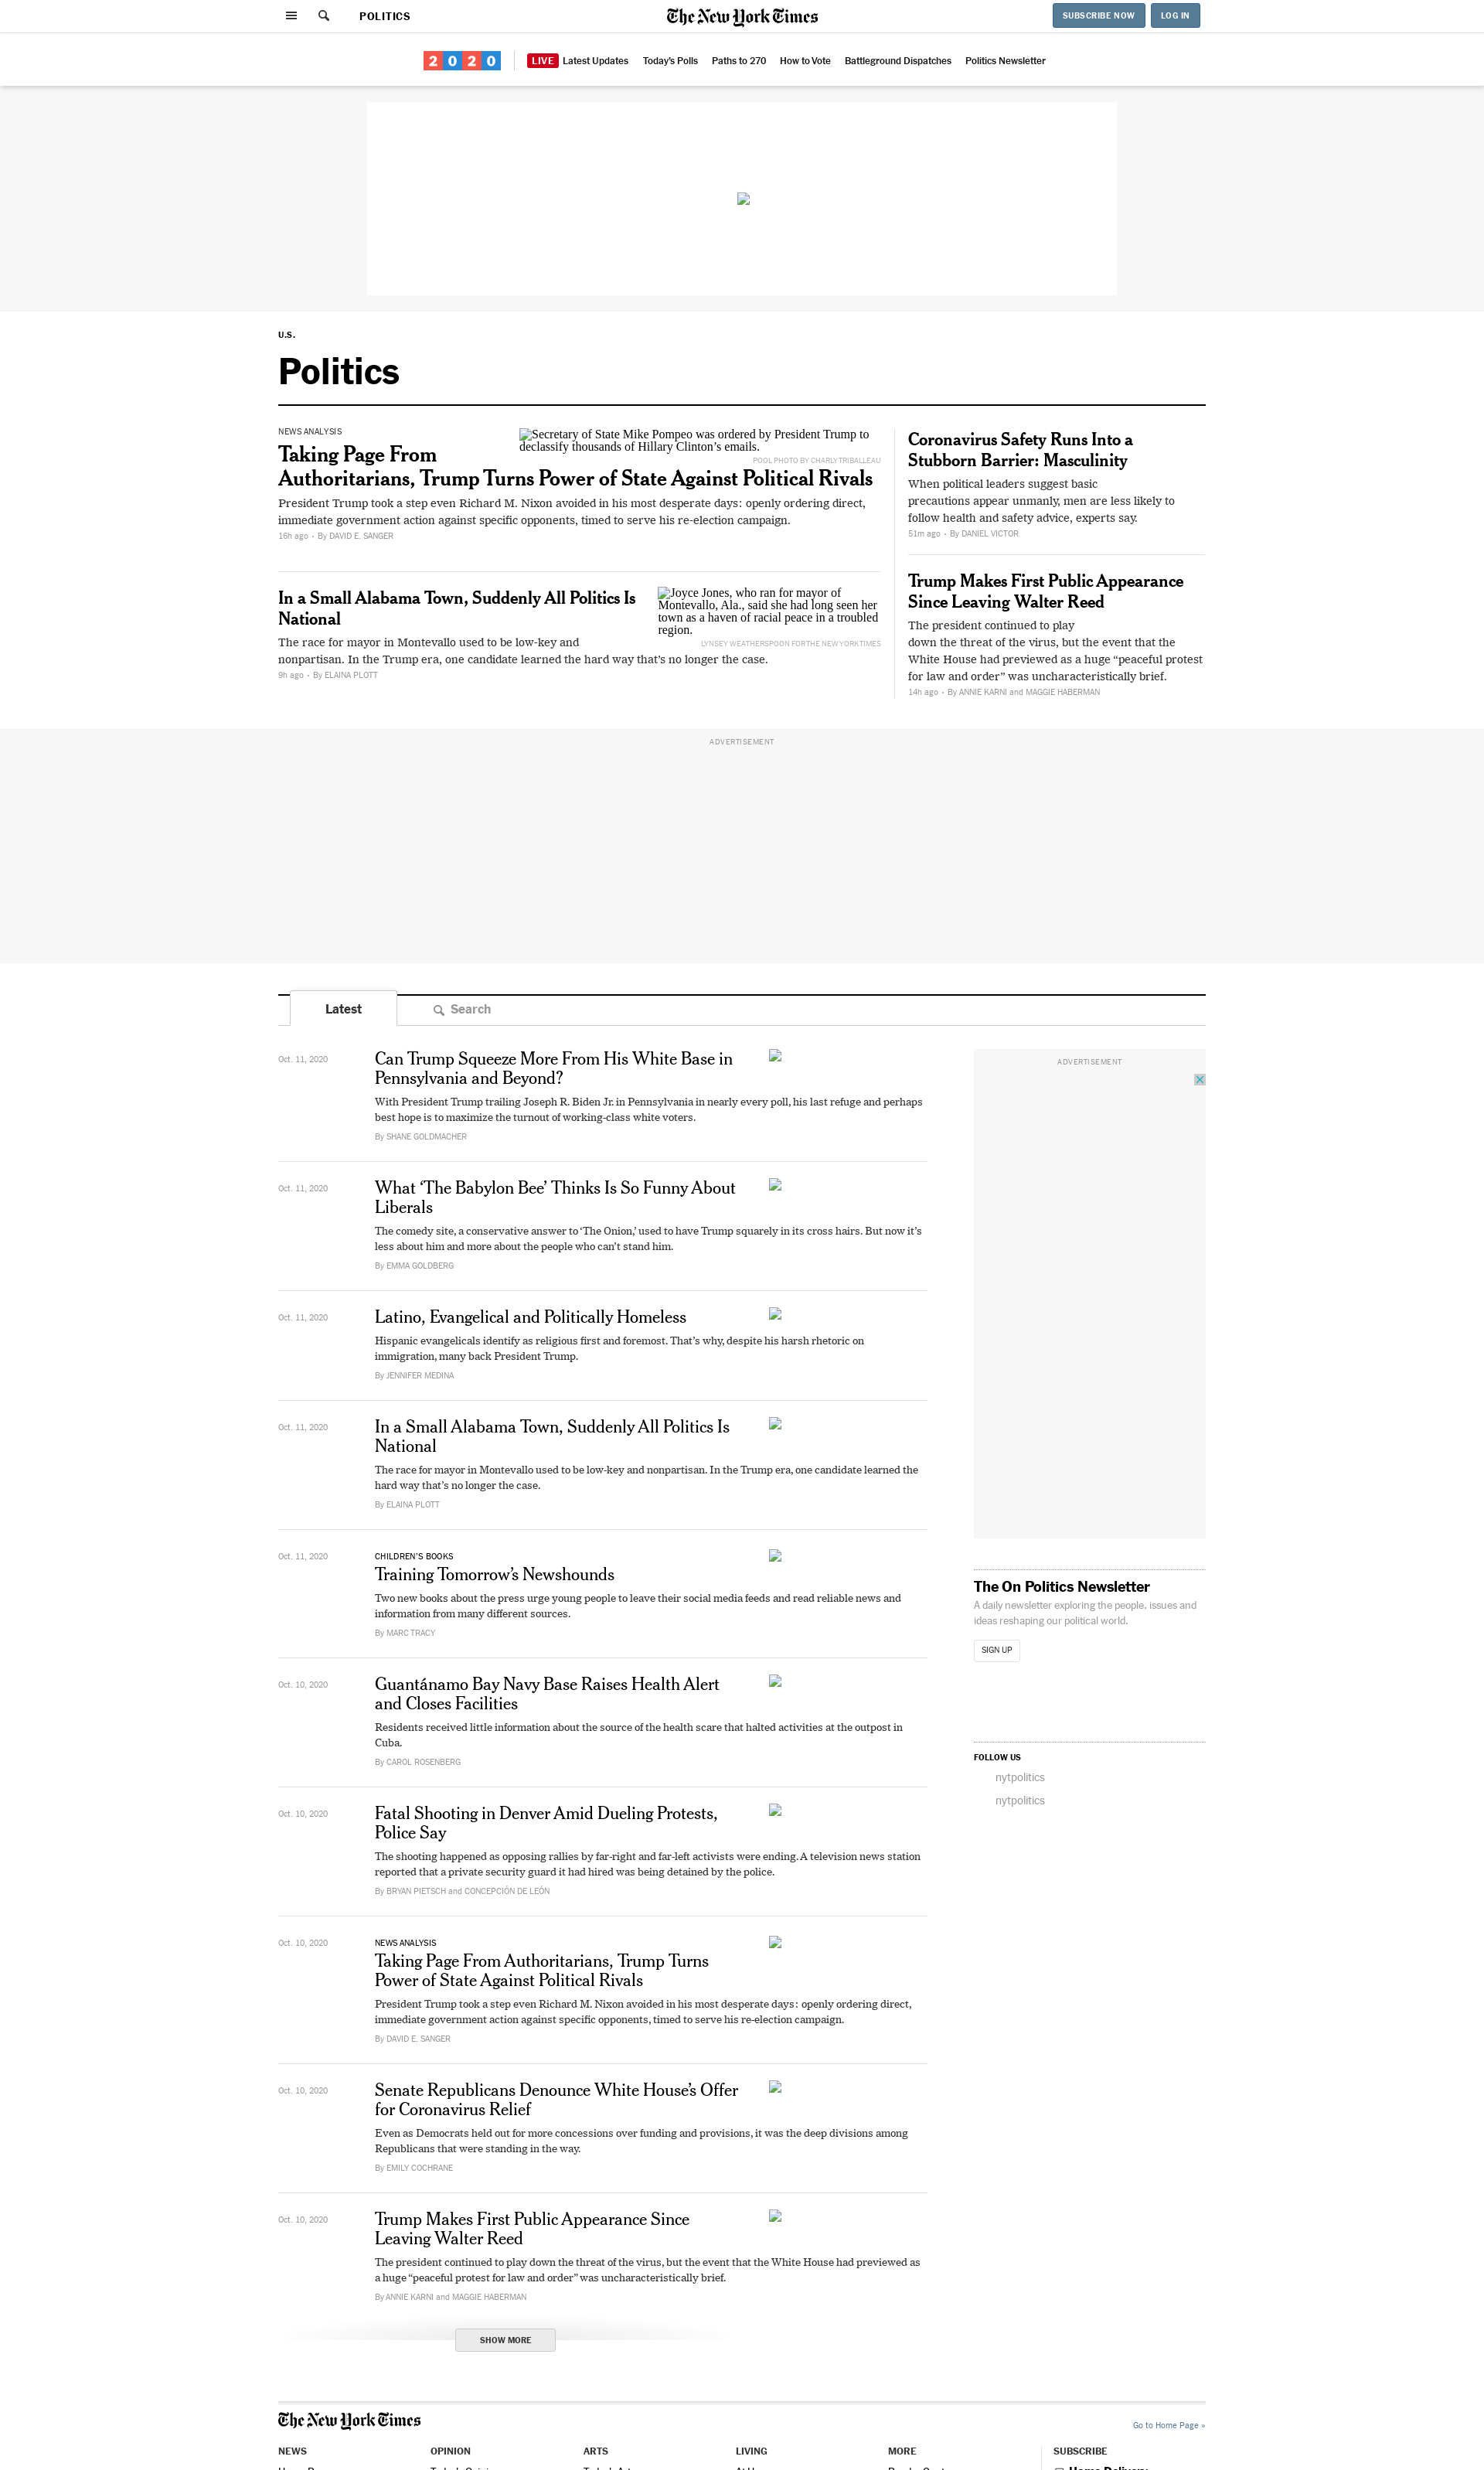 POLITICS
The New York Times
SUBSCRIBE NOW
LOG IN
2020
LIVE Latest Updates
Today's Polls
Paths to 270
How to Vote
Battleground Dispatches
Politics Newsletter
U.S.
Politics
NEWS ANALYSIS
Secretary of State Mike Pompeo was ordered by President Trump to
declassify thousands of Hillary Clinton’s emails.
POOL PHOTO BY CHARLY TRIBALLEAU
Taking Page From
Authoritarians, Trump Turns Power of State Against Political Rivals
President Trump took a step even Richard M. Nixon avoided in his most desperate days: openly ordering direct,
immediate government action against specific opponents, timed to serve his re-election campaign.
16h ago • By DAVID E. SANGER
In a Small Alabama Town, Suddenly All Politics Is
National
Joyce Jones, who ran for mayor of
Montevallo, Ala., said she had long seen her
town as a haven of racial peace in a troubled
region.
LYNSEY WEATHERSPOON FOR THE NEW YORK TIMES
The race for mayor in Montevallo used to be low-key and
nonpartisan. In the Trump era, one candidate learned the hard way that’s no longer the case.
9h ago • By ELAINA PLOTT
Coronavirus Safety Runs Into a
Stubborn Barrier: Masculinity
When political leaders suggest basic
precautions appear unmanly, men are less likely to
follow health and safety advice, experts say.
51m ago • By DANIEL VICTOR
Trump Makes First Public Appearance
Since Leaving Walter Reed
The president continued to play
down the threat of the virus, but the event that the
White House had previewed as a huge “peaceful protest
for law and order” was uncharacteristically brief.
14h ago • By ANNIE KARNI and MAGGIE HABERMAN
ADVERTISEMENT
Latest
Search
Oct. 11, 2020
Can Trump Squeeze More From His White Base in
Pennsylvania and Beyond?
With President Trump trailing Joseph R. Biden Jr. in Pennsylvania in nearly every poll, his last refuge and perhaps
best hope is to maximize the turnout of working-class white voters.
By SHANE GOLDMACHER
Oct. 11, 2020
What ‘The Babylon Bee’ Thinks Is So Funny About
Liberals
The comedy site, a conservative answer to ‘The Onion,’ used to have Trump squarely in its cross hairs. But now it’s
less about him and more about the people who can’t stand him.
By EMMA GOLDBERG
Oct. 11, 2020
Latino, Evangelical and Politically Homeless
Hispanic evangelicals identify as religious first and foremost. That’s why, despite his harsh rhetoric on
immigration, many back President Trump.
By JENNIFER MEDINA
Oct. 11, 2020
In a Small Alabama Town, Suddenly All Politics Is
National
The race for mayor in Montevallo used to be low-key and nonpartisan. In the Trump era, one candidate learned the
hard way that’s no longer the case.
By ELAINA PLOTT
Oct. 11, 2020
CHILDREN’S BOOKS
Training Tomorrow’s Newshounds
Two new books about the press urge young people to leave their social media feeds and read reliable news and
information from many different sources.
By MARC TRACY
Oct. 10, 2020
Guantánamo Bay Navy Base Raises Health Alert
and Closes Facilities
Residents received little information about the source of the health scare that halted activities at the outpost in
Cuba.
By CAROL ROSENBERG
Oct. 10, 2020
Fatal Shooting in Denver Amid Dueling Protests,
Police Say
The shooting happened as opposing rallies by far-right and far-left activists were ending. A television news station
reported that a private security guard it had hired was being detained by the police.
By BRYAN PIETSCH and CONCEPCIÓN DE LEÓN
Oct. 10, 2020
NEWS ANALYSIS
Taking Page From Authoritarians, Trump Turns
Power of State Against Political Rivals
President Trump took a step even Richard M. Nixon avoided in his most desperate days: openly ordering direct,
immediate government action against specific opponents, timed to serve his re-election campaign.
By DAVID E. SANGER
Oct. 10, 2020
Senate Republicans Denounce White House’s Offer
for Coronavirus Relief
Even as Democrats held out for more concessions over funding and provisions, it was the deep divisions among
Republicans that were standing in the way.
By EMILY COCHRANE
Oct. 10, 2020
Trump Makes First Public Appearance Since
Leaving Walter Reed
The president continued to play down the threat of the virus, but the event that the White House had previewed as
a huge “peaceful protest for law and order” was uncharacteristically brief.
By ANNIE KARNI and MAGGIE HABERMAN
SHOW MORE
ADVERTISEMENT
The On Politics Newsletter
A daily newsletter exploring the people, issues and
ideas reshaping our political world.
SIGN UP
FOLLOW US
nytpolitics
nytpolitics
The New York Times
Go to Home Page »
NEWS
OPINION
ARTS
LIVING
MORE
SUBSCRIBE